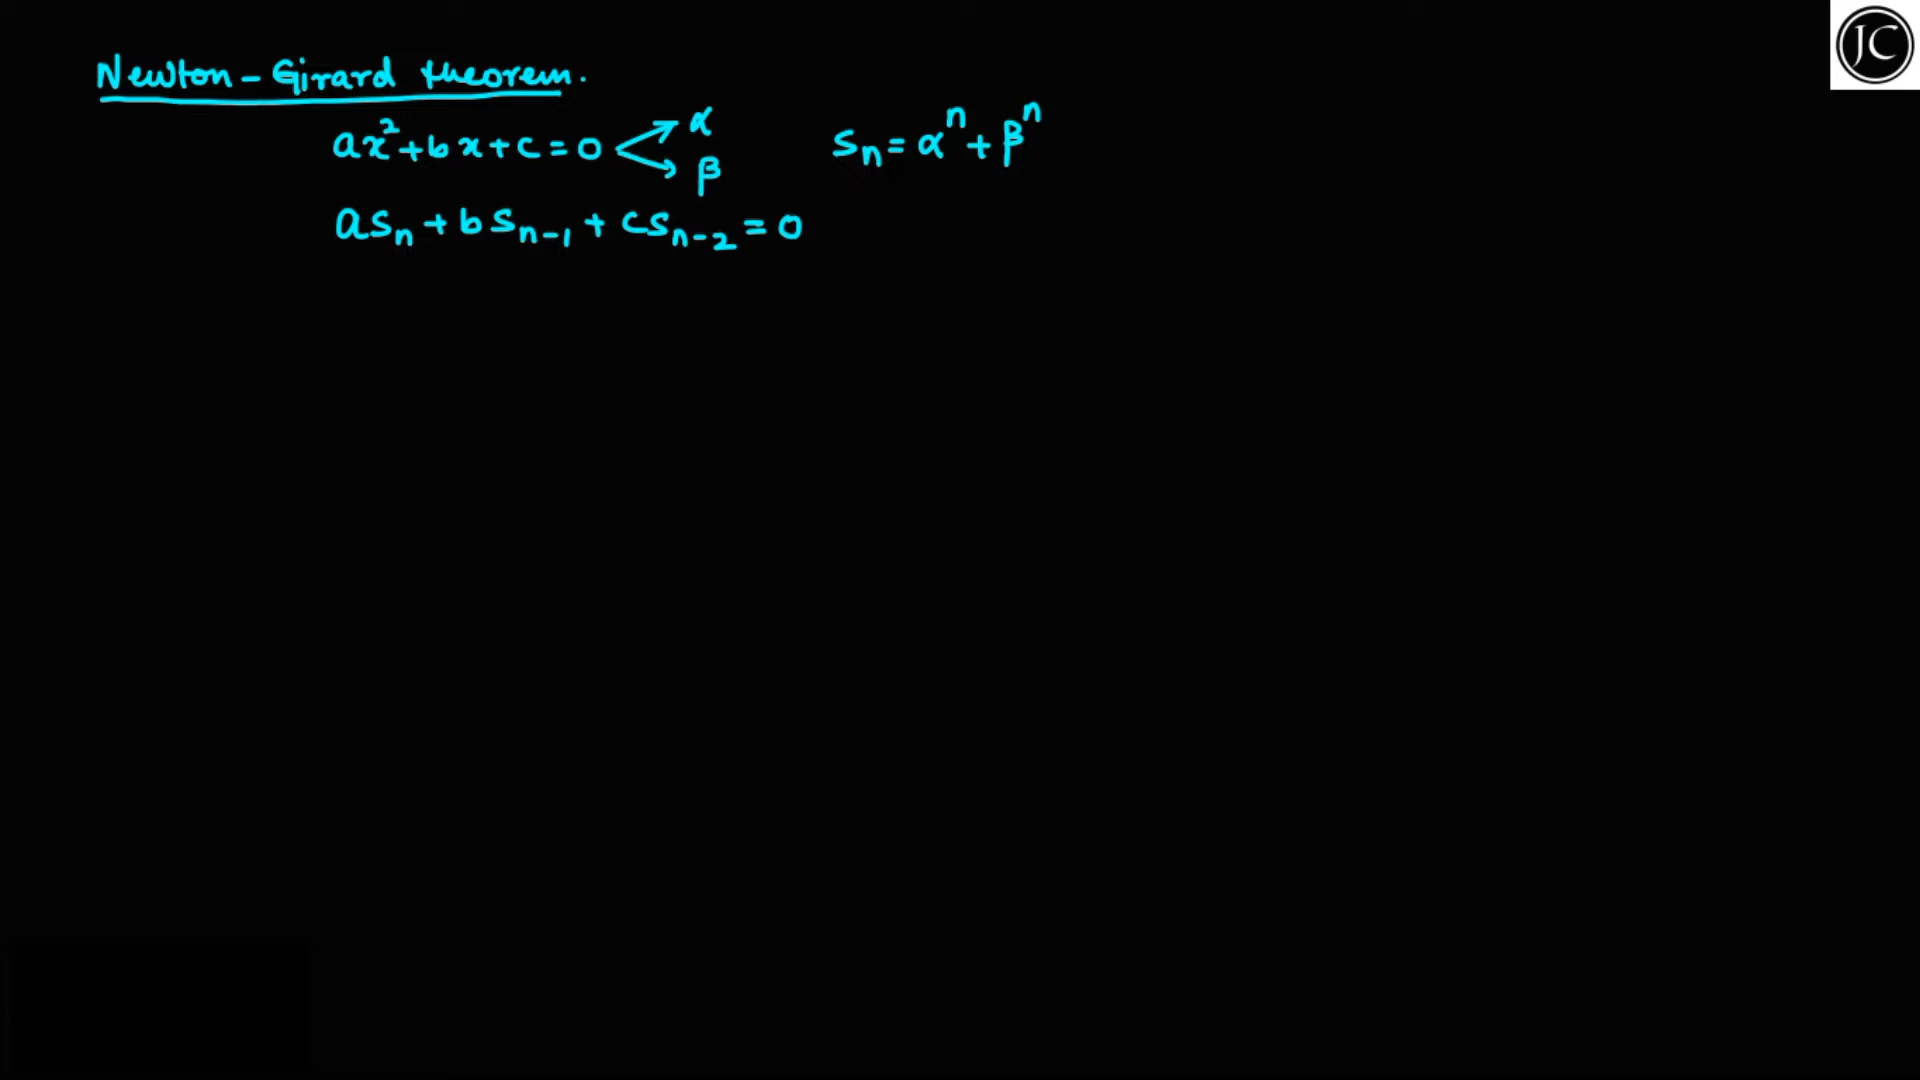 JC
Newton-Girard theorem.
ax²+bx+c=0 α β Sₙ=αⁿ+βⁿ
aSₙ+bSₙ₋₁+cSₙ₋₂=0